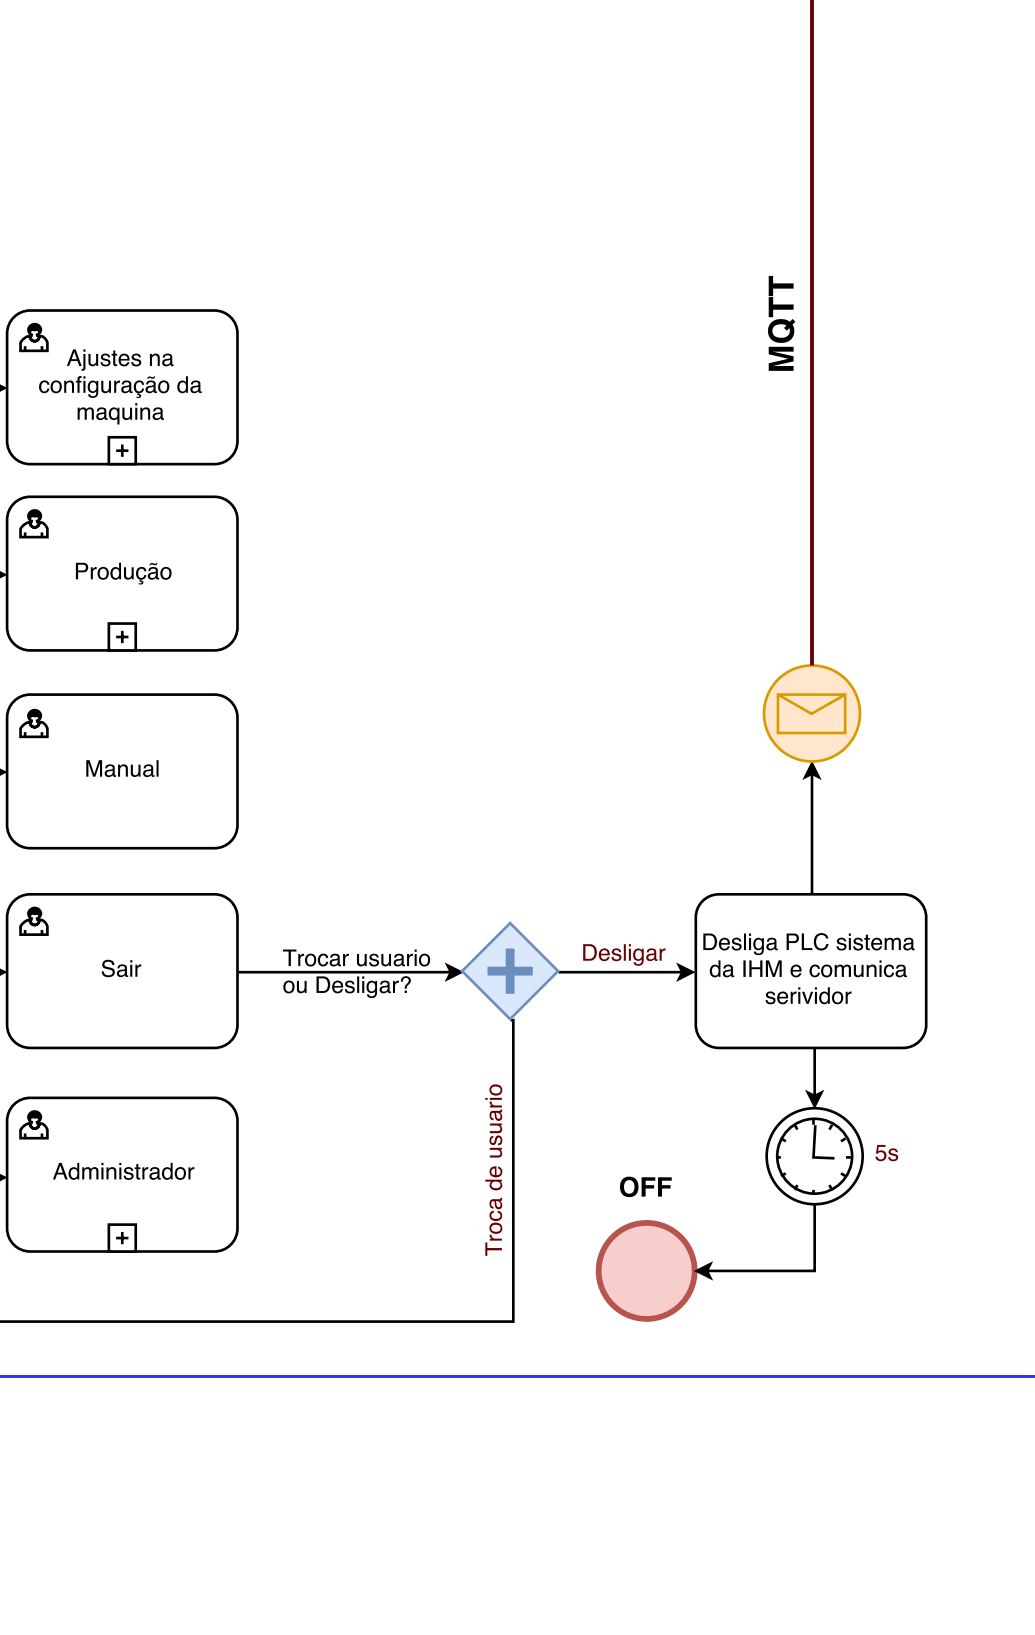 MQTT
Ajustes na
configuração da
maquina
Produção
Manual
Sair
Trocar usuario
ou Desligar?
Desligar
Desliga PLC sistema
da IHM e comunica
serividor
Troca de usuario
5s
Administrador
OFF